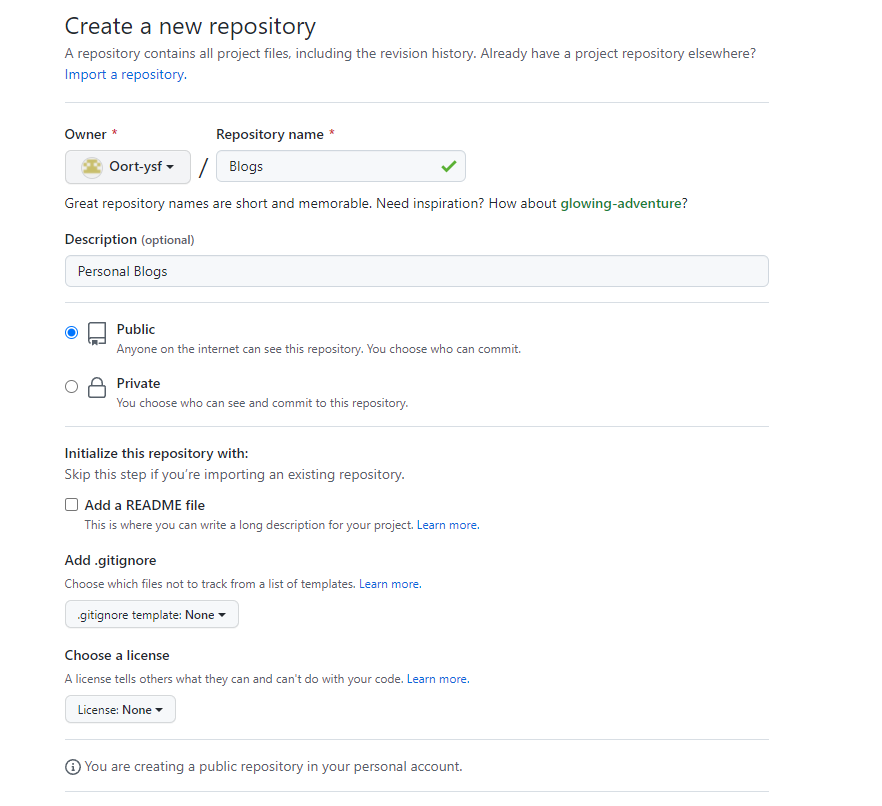 Create a new repository
A repository contains all project files, including the revision history. Already have a project repository elsewhere?
Import a repository.
Owner * Repository name *
Oort-ysf / Blogs
Great repository names are short and memorable. Need inspiration? How about glowing-adventure?
Description (optional)
Personal Blogs
Public
Anyone on the internet can see this repository. You choose who can commit.
Private
You choose who can see and commit to this repository.
Initialize this repository with:
Skip this step if you're importing an existing repository.
Add a README file
This is where you can write a long description for your project. Learn more.
Add .gitignore
Choose which files not to track from a list of templates. Learn more.
.gitignore template: None
Choose a license
A license tells others what they can and can't do with your code. Learn more.
License: None
You are creating a public repository in your personal account.